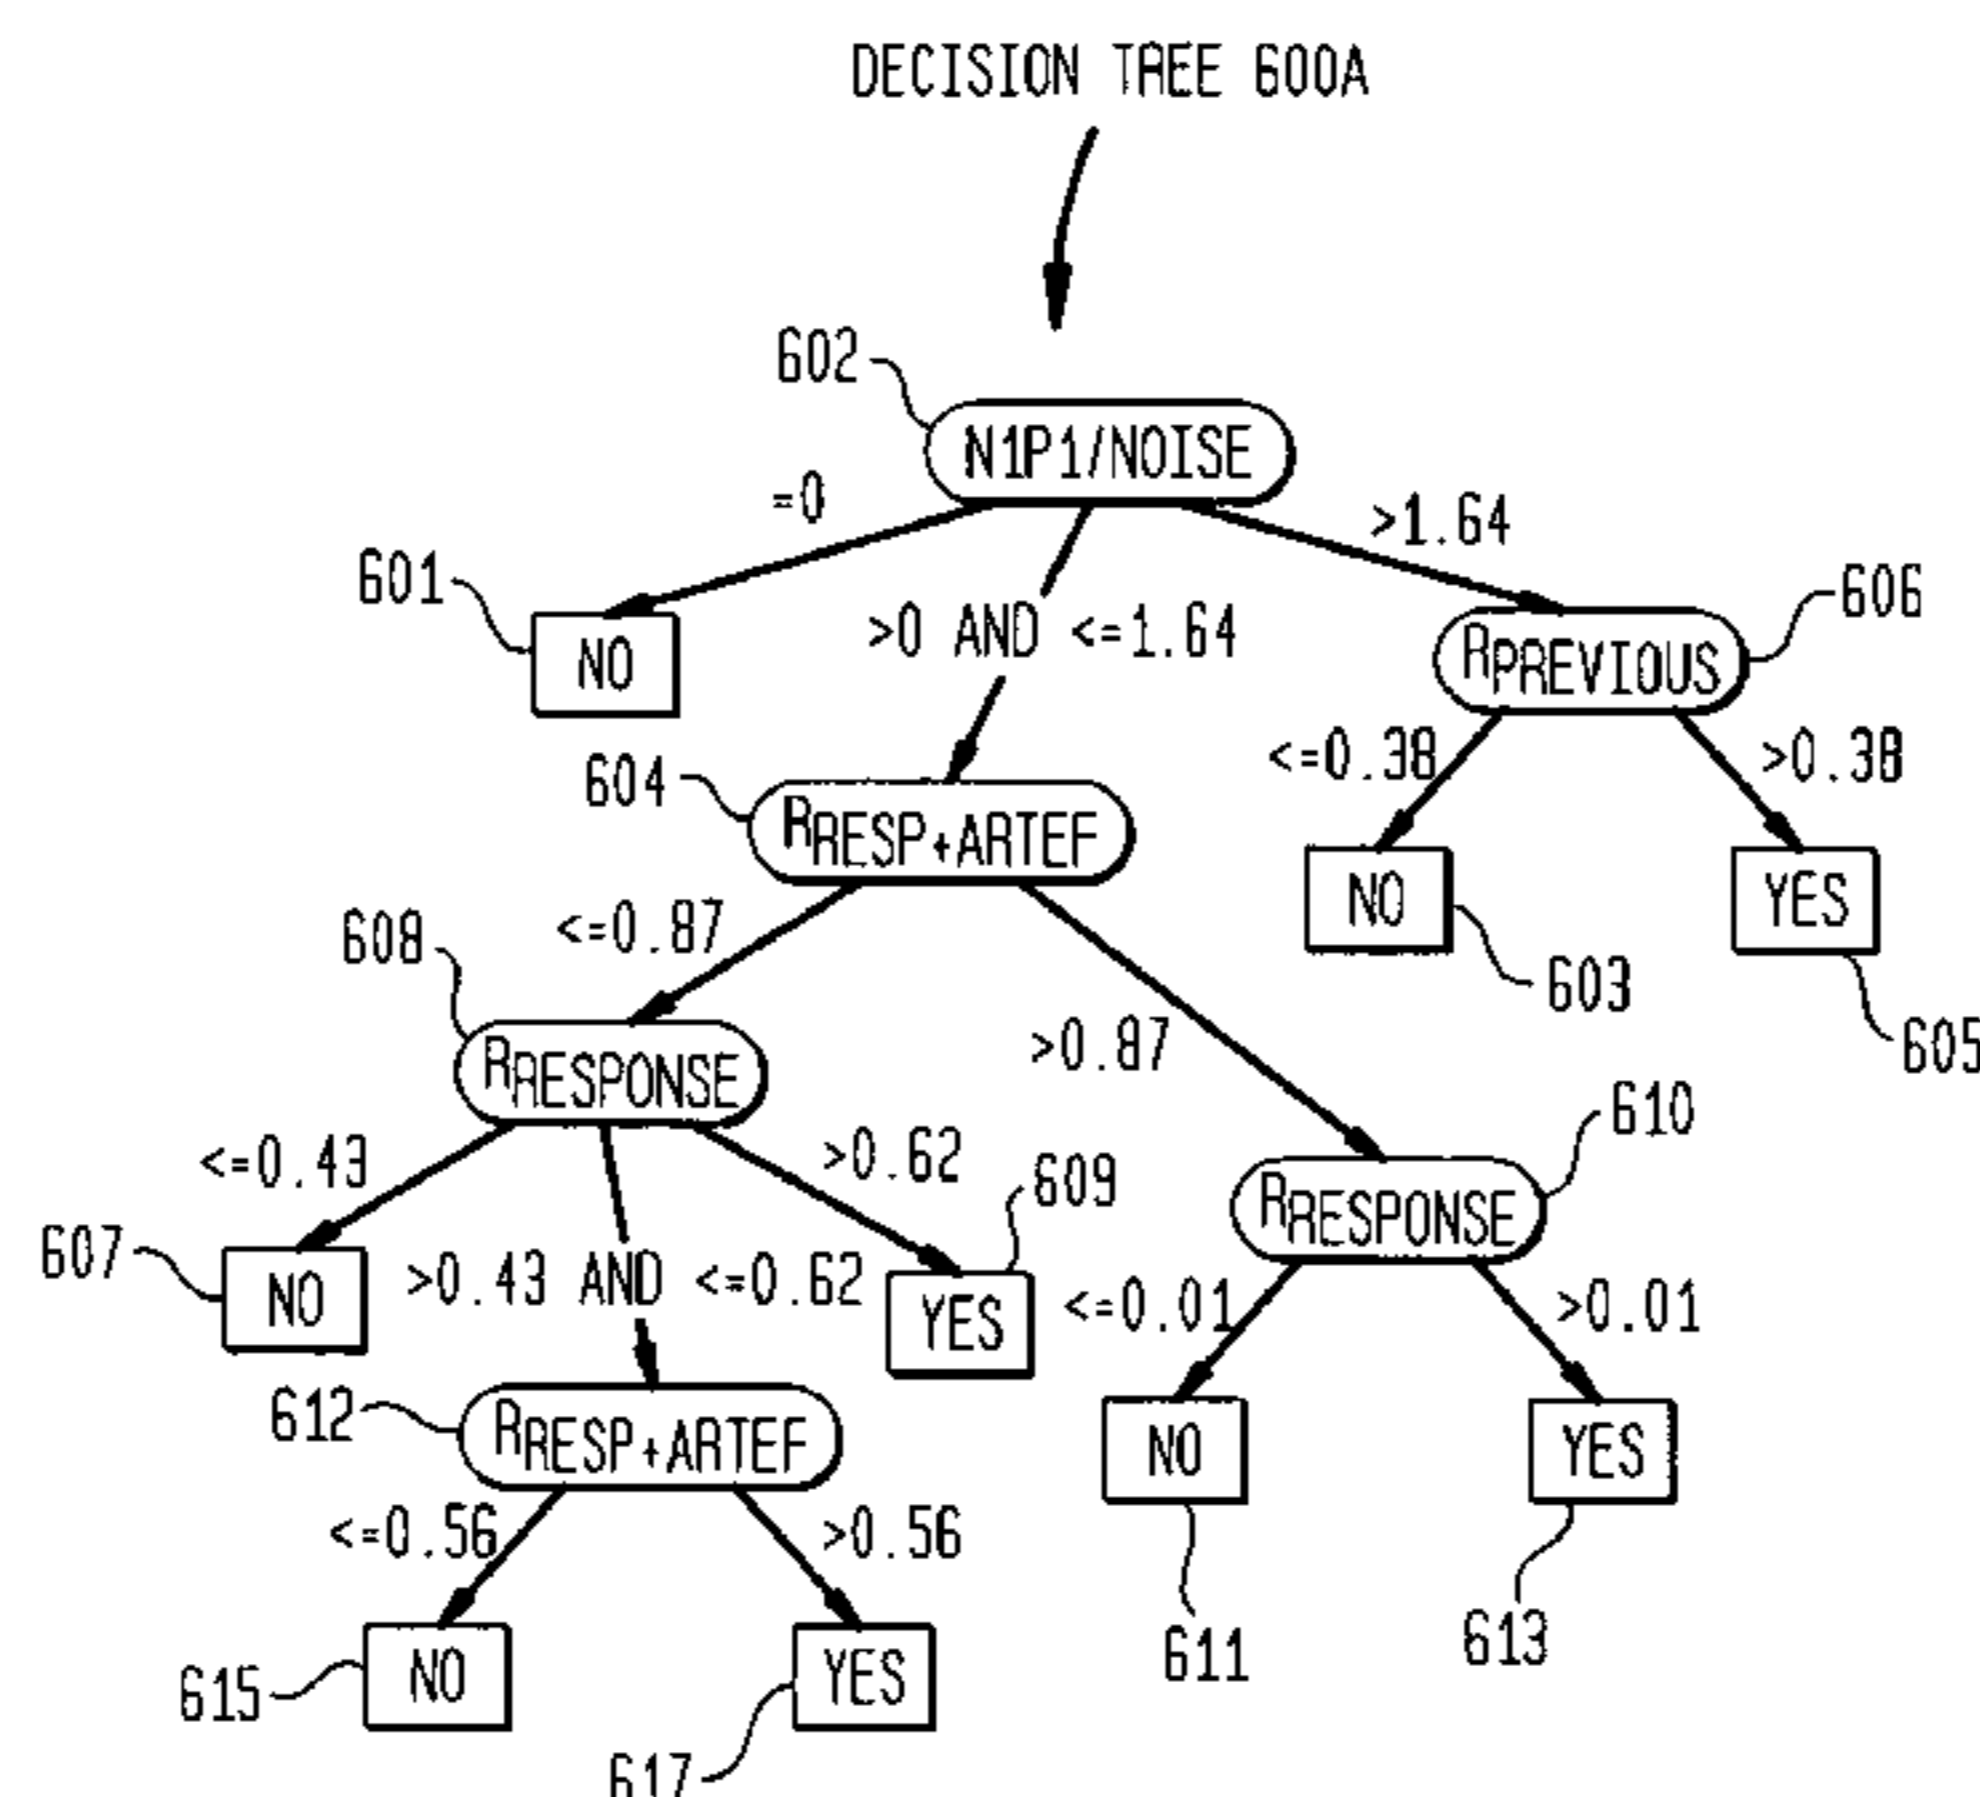 DECISION TREE 600A
602
N1P1/NOISE
=0
>1.64
601
NO
>0 AND <=1.64
606
RPREVIOUS
<=0.38
>0.38
604
RRESP+ARTEF
NO
YES
603
605
<=0.87
>0.87
608
RRESPONSE
610
RRESPONSE
<=0.43
>0.62
609
607
NO
>0.43 AND <=0.62
YES
<=0.01
>0.01
612
RRESP+ARTEF
NO
YES
<=0.56
>0.56
611
613
615
NO
YES
617